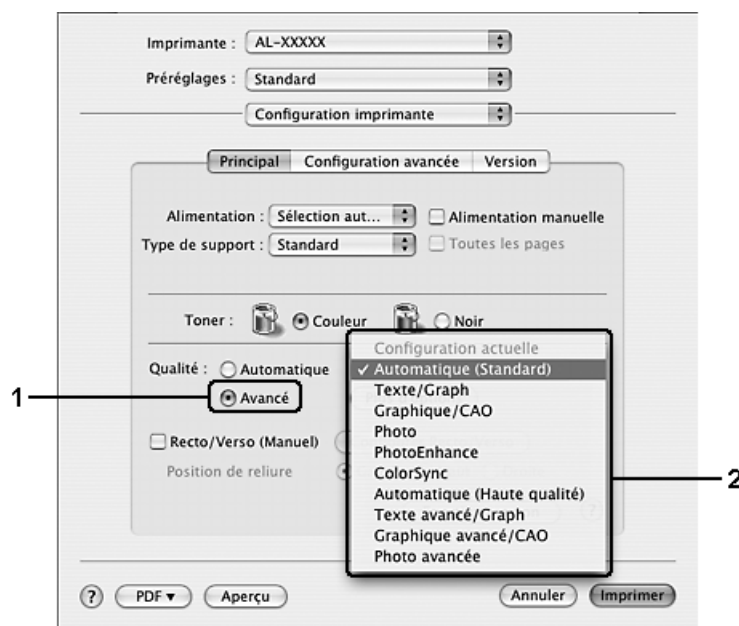 Imprimante : AL-XXXXX
Préréglages : Standard
Configuration imprimante
Principal Configuration avancée Version
Alimentation : Sélection aut... Alimentation manuelle
Type de support : Standard Toutes les pages
Toner : Couleur Noir
Qualité : Automatique
1 Avancé
Recto/Verso (Manuel)
Position de reliure
Configuration actuelle
✓ Automatique (Standard)
Texte/Graph
Graphique/CAO
Photo
PhotoEnhance
ColorSync
Automatique (Haute qualité)
Texte avancé/Graph
Graphique avancé/CAO
Photo avancée
2
? PDF Aperçu Annuler Imprimer